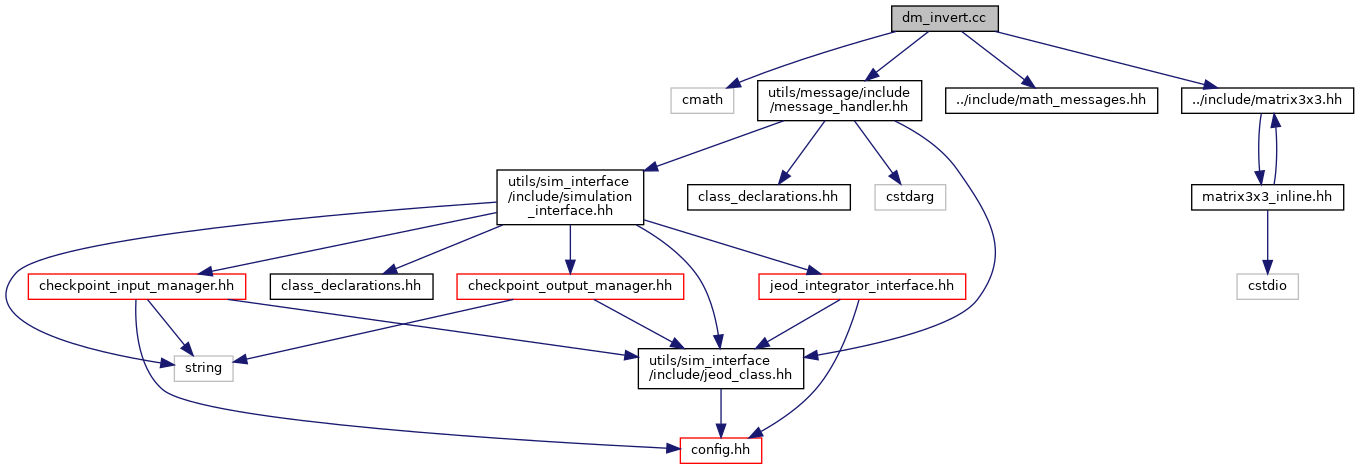 dm_invert.cc
cmath
utils/message/include
/message_handler.hh
../include/math_messages.hh
../include/matrix3x3.hh
utils/sim_interface
/include/simulation
_interface.hh
class_declarations.hh
cstdarg
matrix3x3_inline.hh
checkpoint_input_manager.hh
class_declarations.hh
checkpoint_output_manager.hh
jeod_integrator_interface.hh
cstdio
string
utils/sim_interface
/include/jeod_class.hh
config.hh